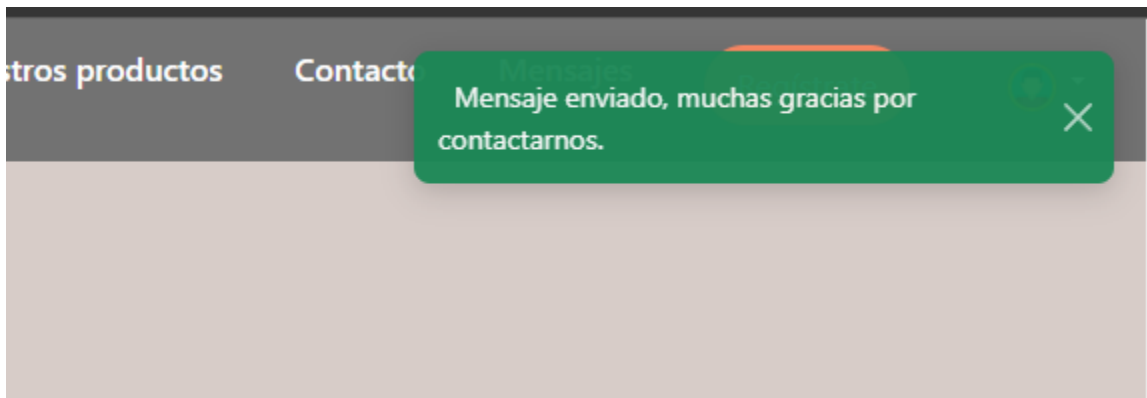 stros productos Contacto Mensajes
Mensaje enviado, muchas gracias por
contactarnos.